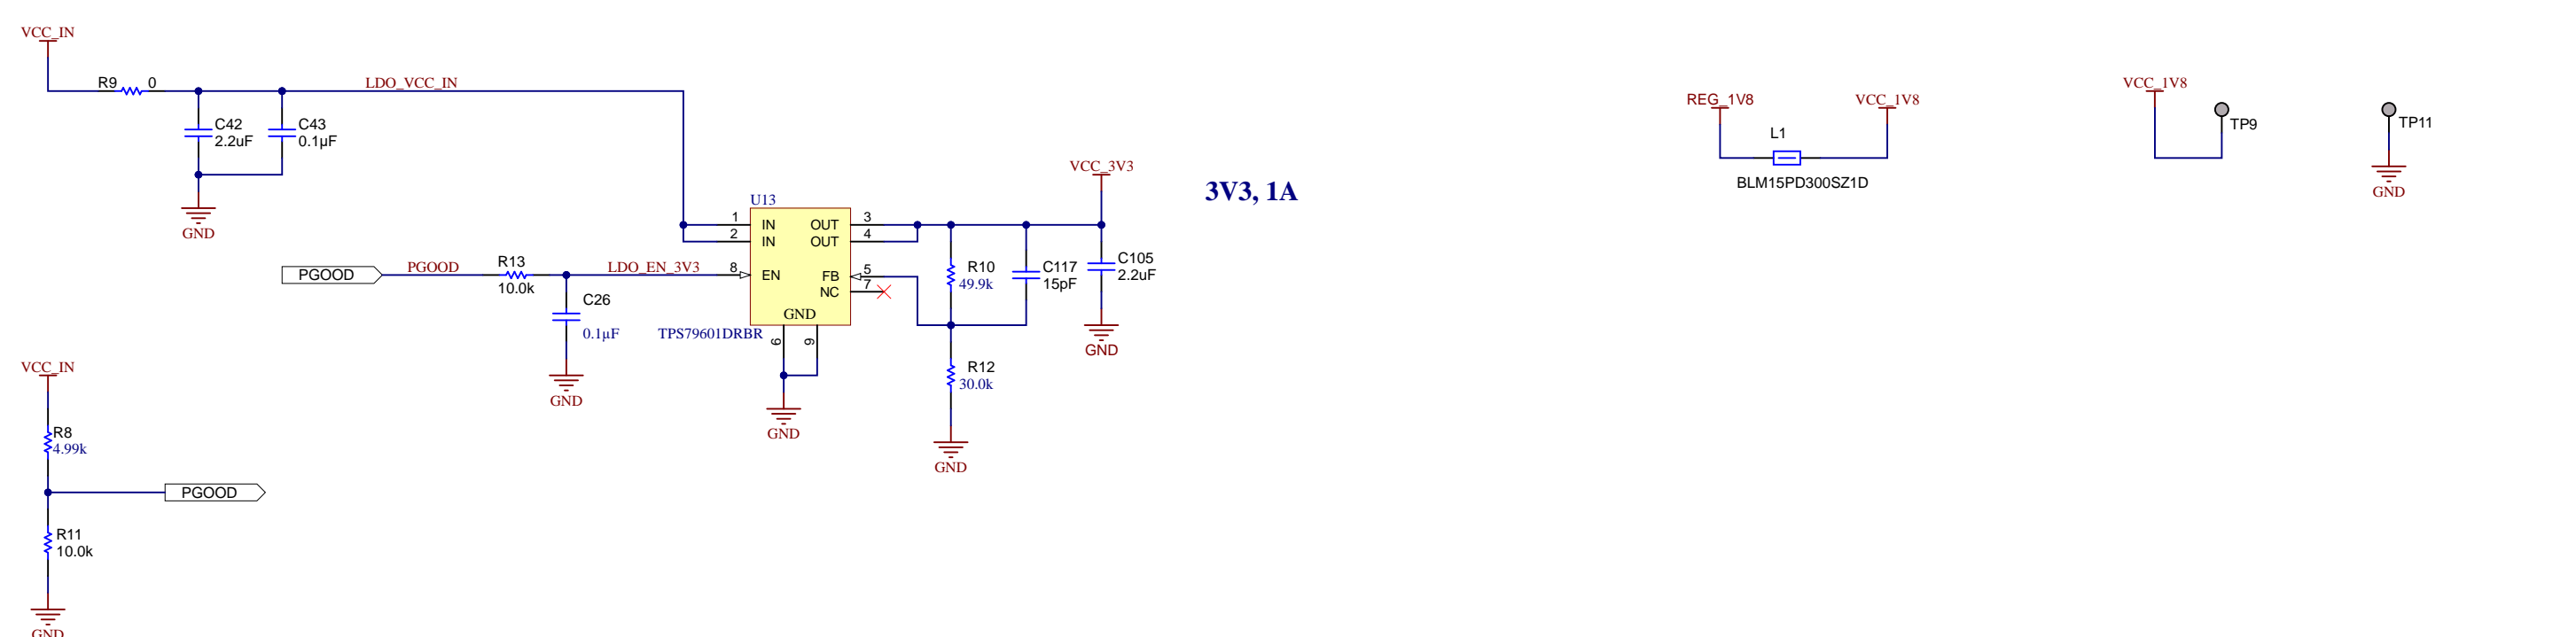 VCC_IN
R9 0
LDO_VCC_IN
C42
2.2uF
C43
0.1µF
GND
PGOOD
PGOOD
R13
10.0k
LDO_EN_3V3
C26
0.1µF
GND
U13
1 IN
2 IN
8 EN
OUT 3
OUT 4
FB 5
NC 7
GND
6
9
TPS79601DRBR
GND
R10
49.9k
C117
15pF
VCC_3V3
C105
2.2uF
GND
R12
30.0k
GND
3V3, 1A
VCC_IN
R8
4.99k
PGOOD
R11
10.0k
GND
REG_1V8
VCC_1V8
L1
BLM15PD300SZ1D
VCC_1V8
TP9
TP11
GND